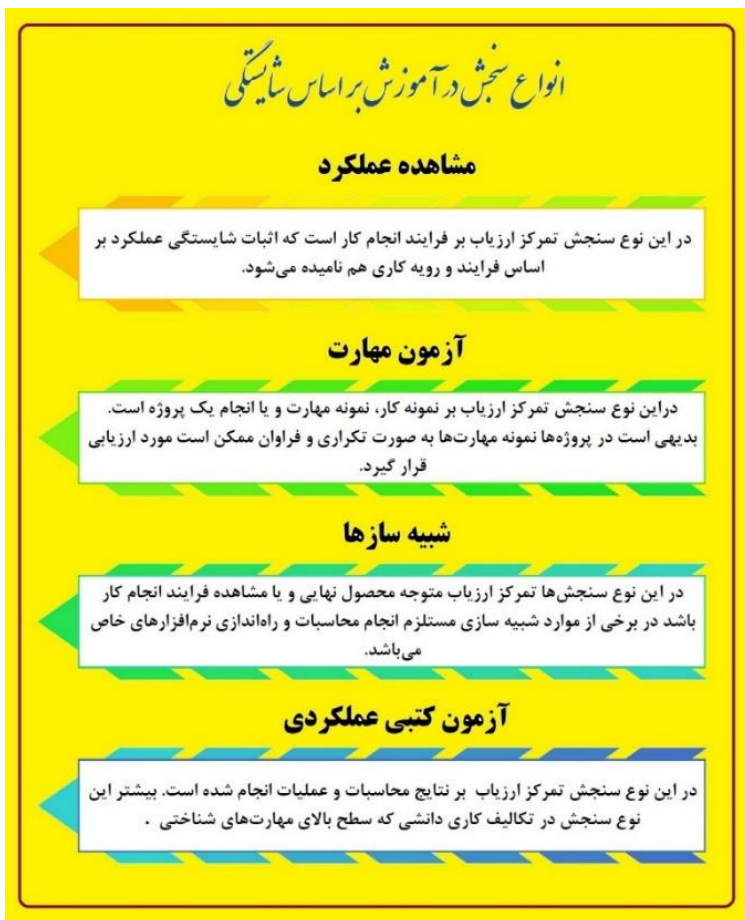 انواع سنجش در آموزش بر اساس شایستگی
مشاهده عملکرد
در این نوع سنجش تمرکز ارزیاب بر فرایند انجام کار است که اثبات شایستگی عملکرد بر
اساس فرایند و رویه کاری هم نامیده می‌شود.
آزمون مهارت
دراین نوع سنجش تمرکز ارزیاب بر نمونه کار، نمونه مهارت و یا انجام یک پروژه است.
بدیهی است در پروژه‌ها نمونه مهارت‌ها به صورت تکراری و فراوان ممکن است مورد ارزیابی
قرار گیرد.
شبیه سازها
در این نوع سنجش‌ها تمرکز ارزیاب متوجه محصول نهایی و یا مشاهده فرایند انجام کار
باشد در برخی از موارد شبیه سازی مستلزم انجام محاسبات و راه‌اندازی نرم‌افزارهای خاص
می‌باشد.
آزمون کتبی عملکردی
در این نوع سنجش تمرکز ارزیاب بر نتایج محاسبات و عملیات انجام شده است. بیشتر این
نوع سنجش در تکالیف کاری دانشی که سطح بالای مهارت‌های شناختی .